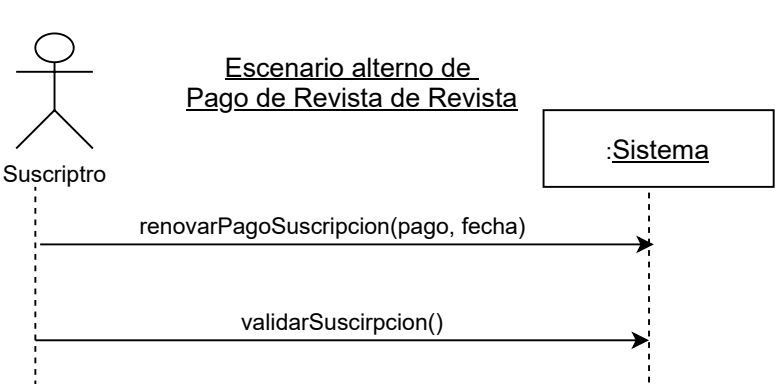 Escenario alterno de
Pago de Revista de Revista
:Sistema
Suscriptro
renovarPagoSuscripcion(pago, fecha)
validarSuscirpcion()